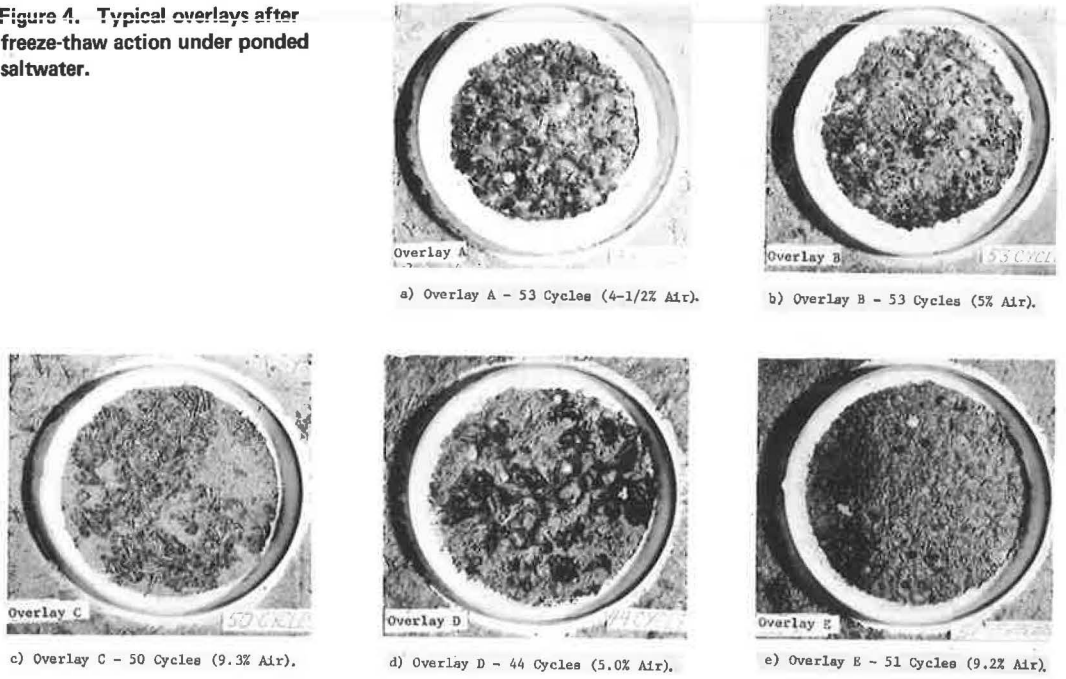 Figure 4. Typical overlays after
freeze-thaw action under ponded
saltwater.
Overlay A
a) Overlay A - 53 Cycles (4-1/2% Air).
Overlay B
53 CYCL
b) Overlay B - 53 Cycles (5% Air).
Overlay C
50 CYCLE
c) Overlay C - 50 Cycles (9.3% Air).
Overlay D
44 CYCL
d) Overlay D - 44 Cycles (5.0% Air).
Overlay E
e) Overlay E - 51 Cycles (9.2% Air).